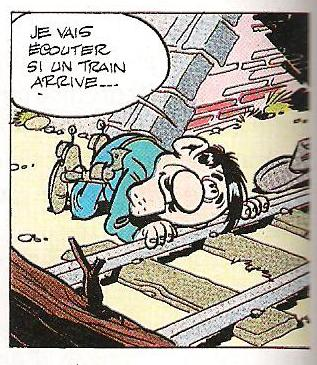 JE VAIS
ÉCOUTER
SI UN TRAIN
ARRIVE...